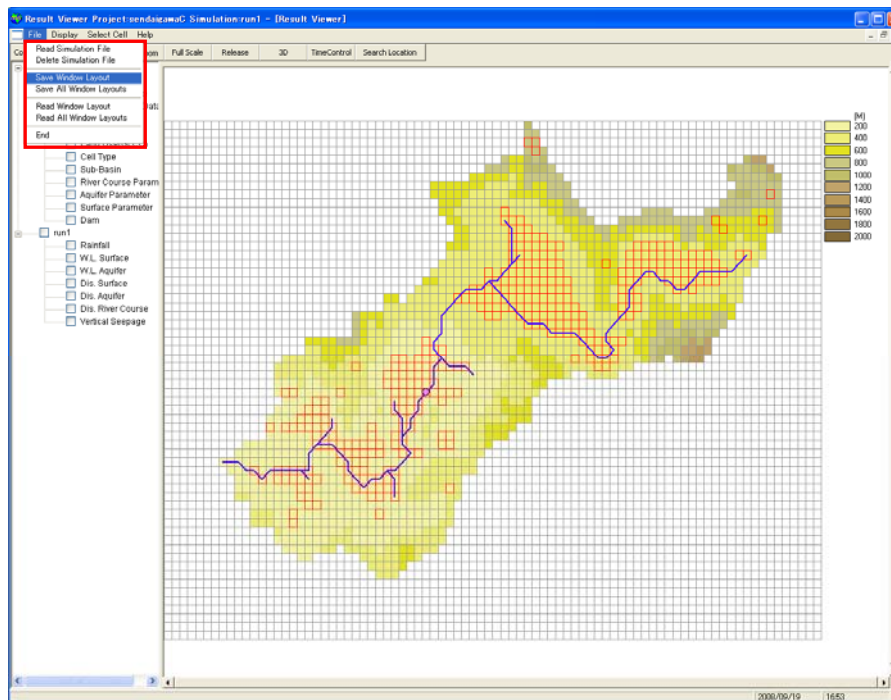 Result Viewer Project:sendaizawaC Simulation:run1 - [Result Viewer]
File Display Select Cell Help
Full Scale Release 3D TimeControl Search Location
Read Simulation File
Delete Simulation File
Save Window Layout
Save All Window Layouts
Read Window Layout
Read All Window Layouts
End
Cell Type
Sub-Basin
River Course Param
Aquifer Parameter
Surface Parameter
Dam
run1
Rainfall
W.L. Surface
W.L. Aquifer
Dis. Surface
Dis. Aquifer
Dis. River Course
Vertical Seepage
[M]
200
400
600
800
1000
1200
1400
1600
1800
2000
2008/09/19 16:53